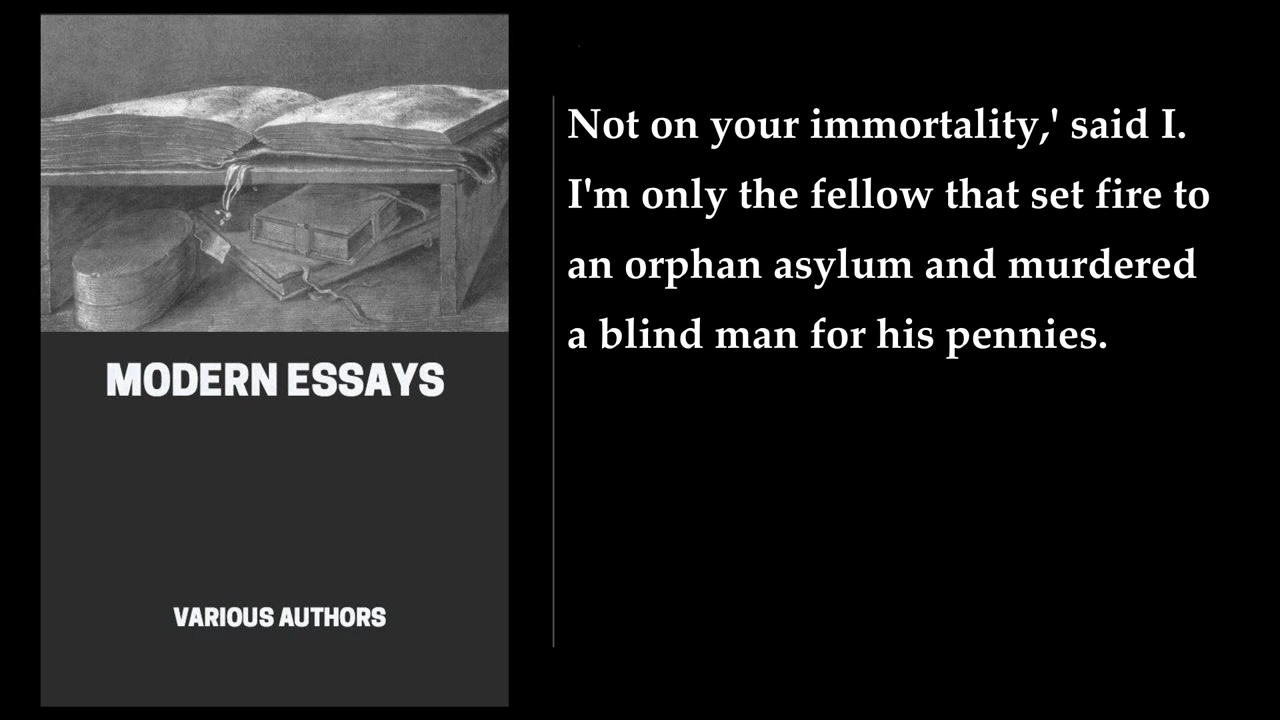 MODERN ESSAYS
VARIOUS AUTHORS
Not on your immortality,' said I.
I'm only the fellow that set fire to
an orphan asylum and murdered
a blind man for his pennies.